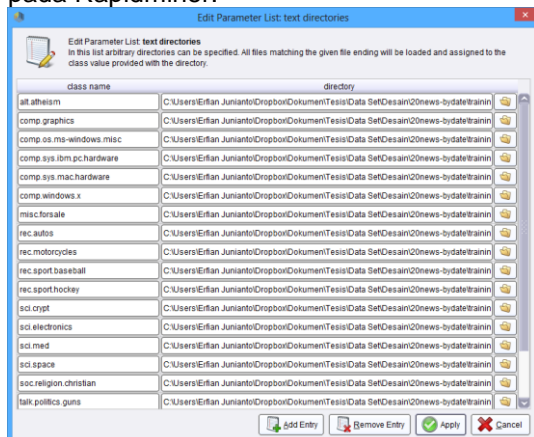 pada Rapidminer.
Edit Parameter List: text directories
Edit Parameter List: text directories
In this list arbitrary directories can be specified. All files matching the given file ending will be loaded and assigned to the
class value provided with the directory.
class name directory
alt.atheism C:\Users\Erfian Junianto\Dropbox\Dokumen\Tesis\Data Set\Desain\20news-bydate\trainin
comp.graphics C:\Users\Erfian Junianto\Dropbox\Dokumen\Tesis\Data Set\Desain\20news-bydate\trainin
comp.os.ms-windows.misc C:\Users\Erfian Junianto\Dropbox\Dokumen\Tesis\Data Set\Desain\20news-bydate\trainin
comp.sys.ibm.pc.hardware C:\Users\Erfian Junianto\Dropbox\Dokumen\Tesis\Data Set\Desain\20news-bydate\trainin
comp.sys.mac.hardware C:\Users\Erfian Junianto\Dropbox\Dokumen\Tesis\Data Set\Desain\20news-bydate\trainin
comp.windows.x C:\Users\Erfian Junianto\Dropbox\Dokumen\Tesis\Data Set\Desain\20news-bydate\trainin
misc.forsale C:\Users\Erfian Junianto\Dropbox\Dokumen\Tesis\Data Set\Desain\20news-bydate\trainin
rec.autos C:\Users\Erfian Junianto\Dropbox\Dokumen\Tesis\Data Set\Desain\20news-bydate\trainin
rec.motorcycles C:\Users\Erfian Junianto\Dropbox\Dokumen\Tesis\Data Set\Desain\20news-bydate\trainin
rec.sport.baseball C:\Users\Erfian Junianto\Dropbox\Dokumen\Tesis\Data Set\Desain\20news-bydate\trainin
rec.sport.hockey C:\Users\Erfian Junianto\Dropbox\Dokumen\Tesis\Data Set\Desain\20news-bydate\trainin
sci.crypt C:\Users\Erfian Junianto\Dropbox\Dokumen\Tesis\Data Set\Desain\20news-bydate\trainin
sci.electronics C:\Users\Erfian Junianto\Dropbox\Dokumen\Tesis\Data Set\Desain\20news-bydate\trainin
sci.med C:\Users\Erfian Junianto\Dropbox\Dokumen\Tesis\Data Set\Desain\20news-bydate\trainin
sci.space C:\Users\Erfian Junianto\Dropbox\Dokumen\Tesis\Data Set\Desain\20news-bydate\trainin
soc.religion.christian C:\Users\Erfian Junianto\Dropbox\Dokumen\Tesis\Data Set\Desain\20news-bydate\trainin
talk.politics.guns C:\Users\Erfian Junianto\Dropbox\Dokumen\Tesis\Data Set\Desain\20news-bydate\trainin
Add Entry Remove Entry Apply Cancel